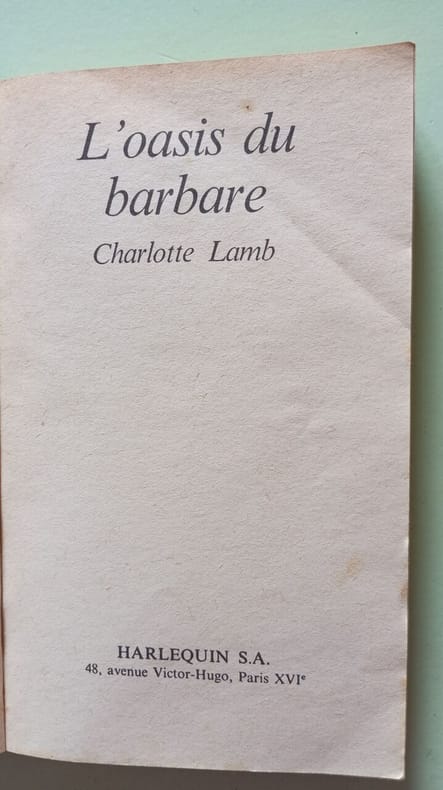 L'oasis du
barbare
Charlotte Lamb
HARLEQUIN S.A.
48, avenue Victor-Hugo, Paris XVIᵉ